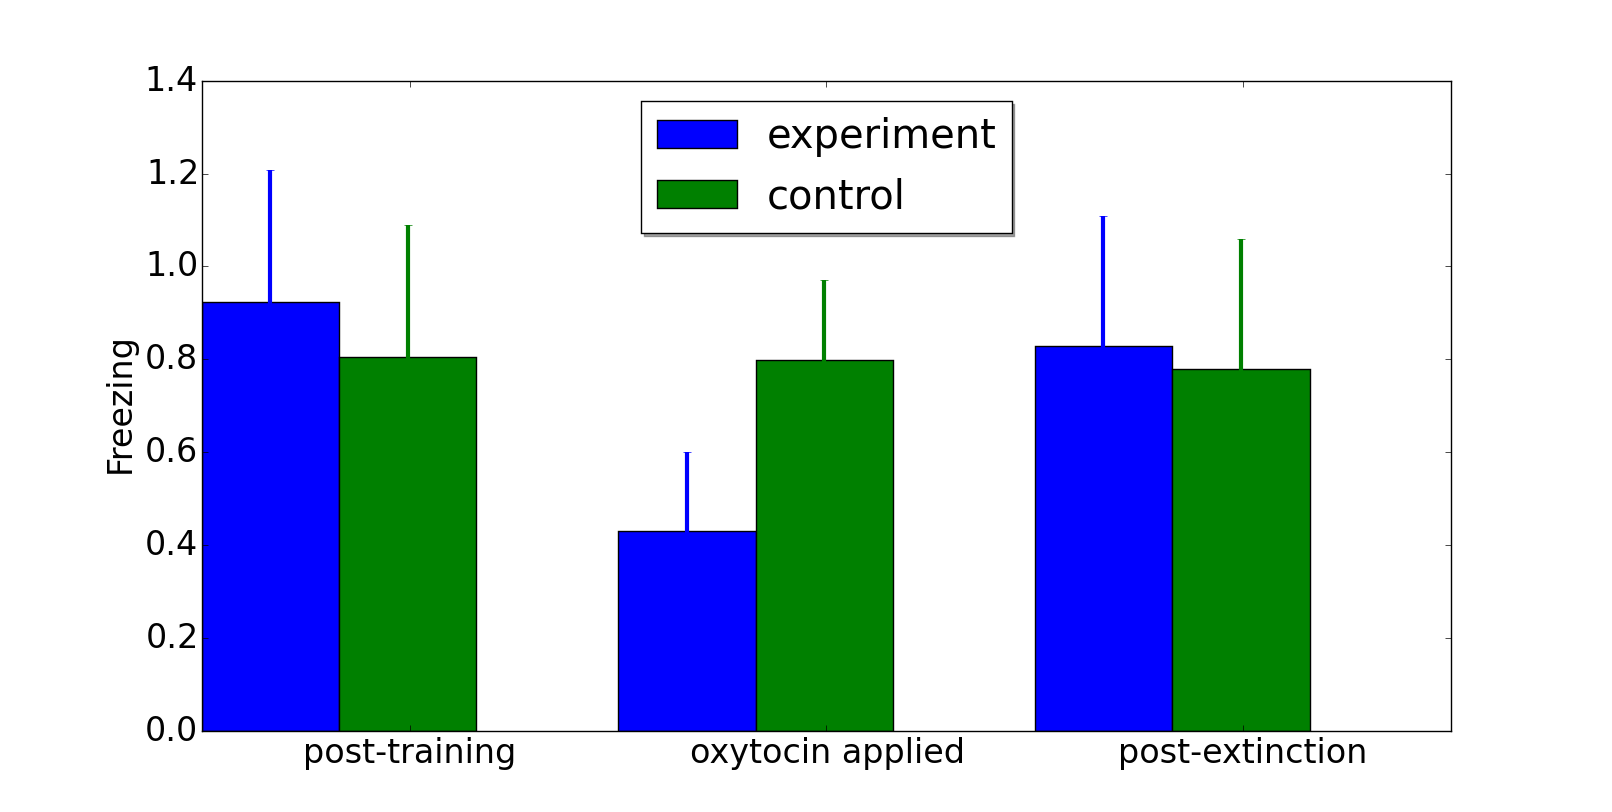 1.4
1.2
1.0
0.8
0.6
0.4
0.2
0.0
Freezing
experiment
control
post-training
oxytocin applied
post-extinction